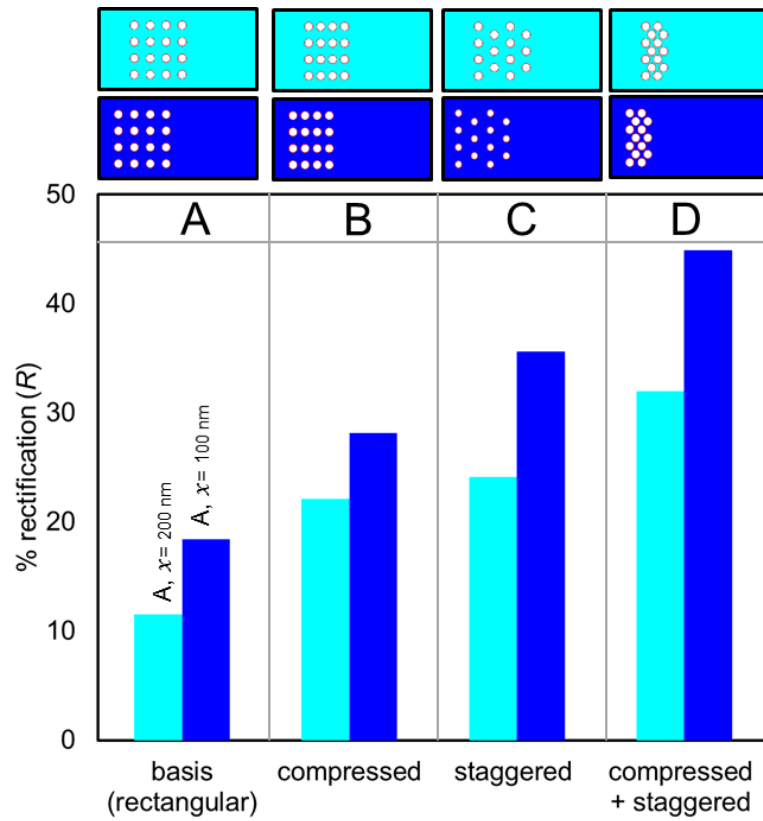 A B C D
% rectification (R)
50
40
30
20
10
0
A, x = 200 nm
A, x = 100 nm
basis
(rectangular)
compressed
staggered
compressed
+ staggered